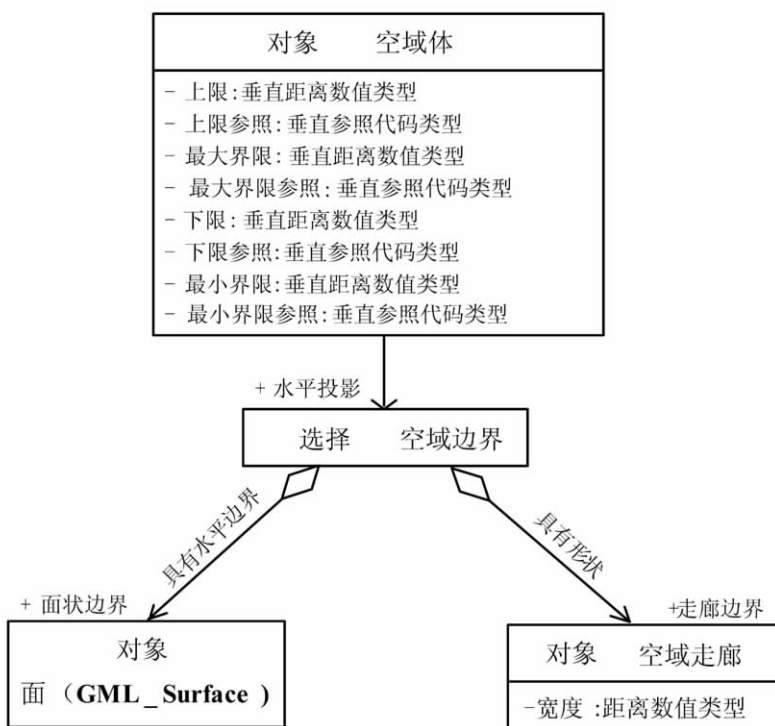 对象 空域体
- 上限:垂直距离数值类型
- 上限参照:垂直参照代码类型
- 最大界限:垂直距离数值类型
- 最大界限参照:垂直参照代码类型
- 下限:垂直距离数值类型
- 下限参照:垂直参照代码类型
- 最小界限:垂直距离数值类型
- 最小界限参照:垂直参照代码类型
+ 水平投影
选择 空域边界
具有水平边界
具有形状
+ 面状边界
对象
面（GML_Surface）
+走廊边界
对象 空域走廊
-宽度:距离数值类型